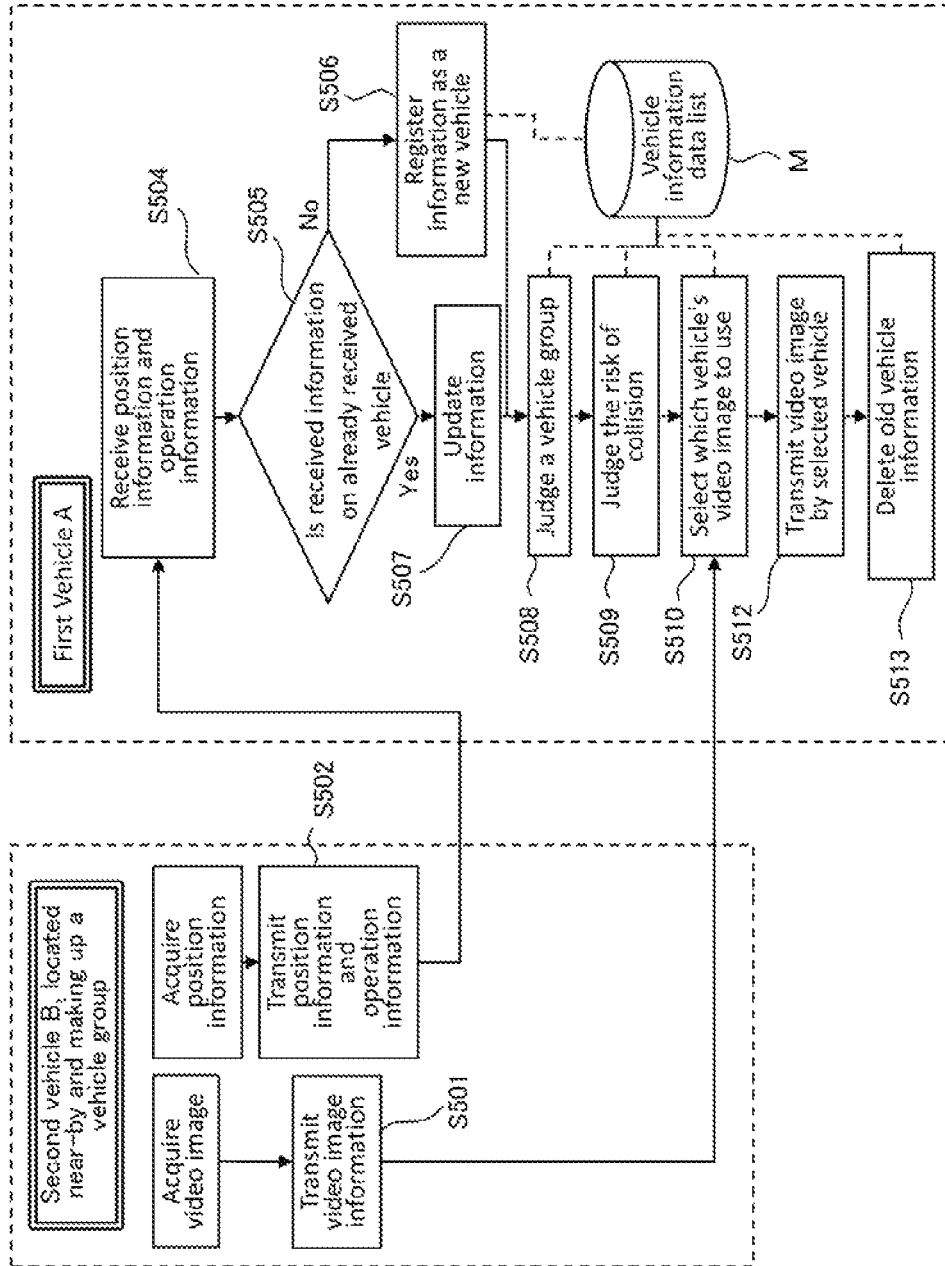 Second vehicle B, located
near-by and making up a
vehicle group
Acquire
video image
Transmit
video image
information
S501
Acquire
position
information
Transmit
position
information
and
operation
information
S502
First Vehicle A
Receive position
information and
operation
information
S504
Is received information
on already received
vehicle
S505
No
Yes
Register
information as a
new vehicle
S506
Update
information
S507
Vehicle
information
data list
M
Judge a vehicle group
S508
Judge the risk of
collision
S509
Select which vehicle's
video image to use
S510
Transmit video image
by selected vehicle
S512
Delete old vehicle
information
S513